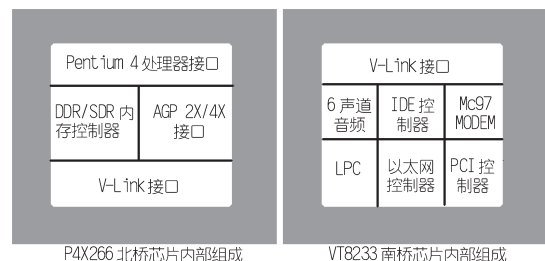 Pentium 4 处理器接口
DDR/SDR 内
存控制器
AGP 2X/4X
接口
V-Link 接口
P4X266 北桥芯片内部组成
V-Link 接口
6 声道
音频
IDE 控
制器
Mc97
MODEM
LPC
以太网
控制器
PCI 控
制器
VT8233 南桥芯片内部组成